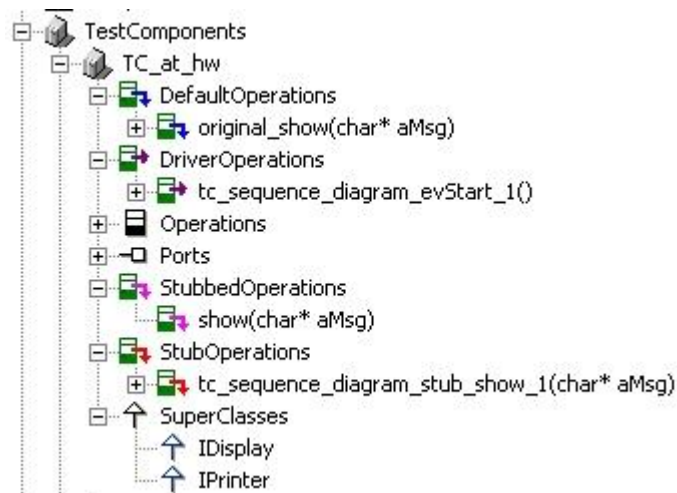 TestComponents
TC_at_hw
DefaultOperations
original_show(char* aMsg)
DriverOperations
tc_sequence_diagram_evStart_1()
Operations
Ports
StubbedOperations
show(char* aMsg)
StubOperations
tc_sequence_diagram_stub_show_1(char* aMsg)
SuperClasses
IDisplay
IPrinter